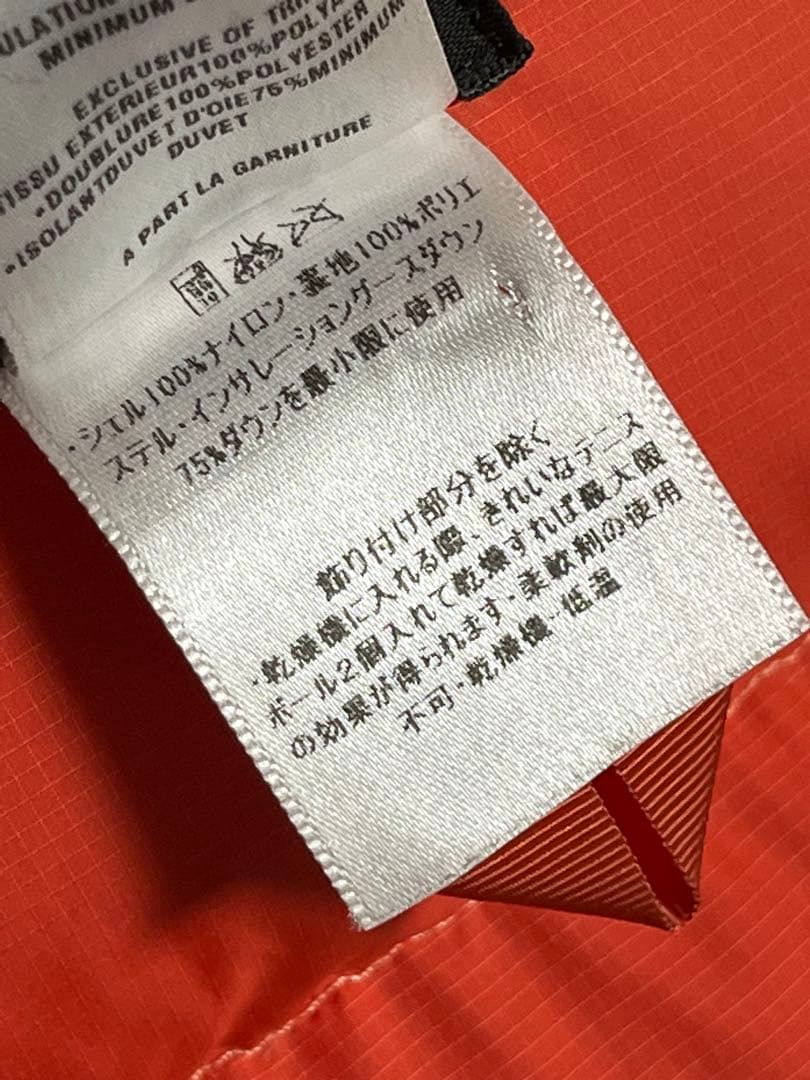 ULATION
MINIMUM
EXCLUSIVE OF TRIM
TISSU EXTERIEUR100%POLYA
•DOUBLURE100%POLYESTER
•ISOLANTDUVET D'OIE75%MINIMUM
DUVET
A PART LA GARNITURE
・シェル100%ナイロン・裏地100%ポリエ
ステル・インサレーショングースダウン
75%ダウンを最小限に使用
飾り付け部分を除く
・乾燥機に入れる際、きれいなテニス
ボール2個入れて乾燥すれば最大限
の効果が得られます・柔軟剤の使用
不可・乾燥機-低温